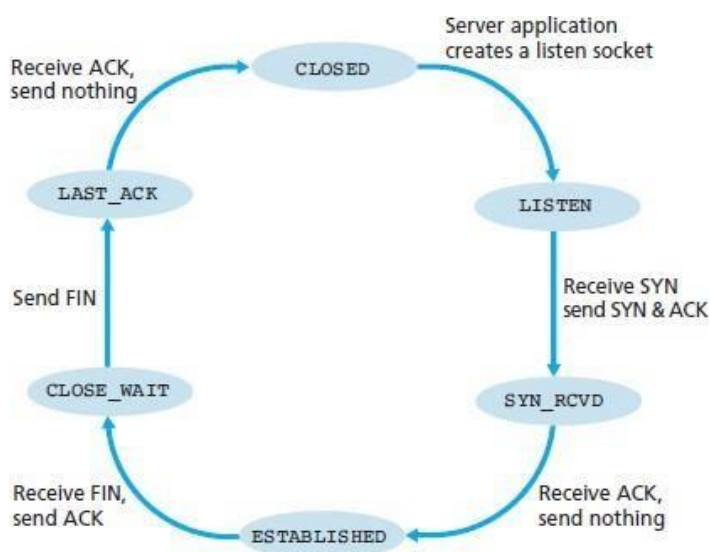 Server application
creates a listen socket
CLOSED
Receive ACK,
send nothing
LAST_ACK
LISTEN
Send FIN
Receive SYN
send SYN & ACK
CLOSE_WAIT
SYN_RCVD
Receive FIN,
send ACK
Receive ACK,
send nothing
ESTABLISHED